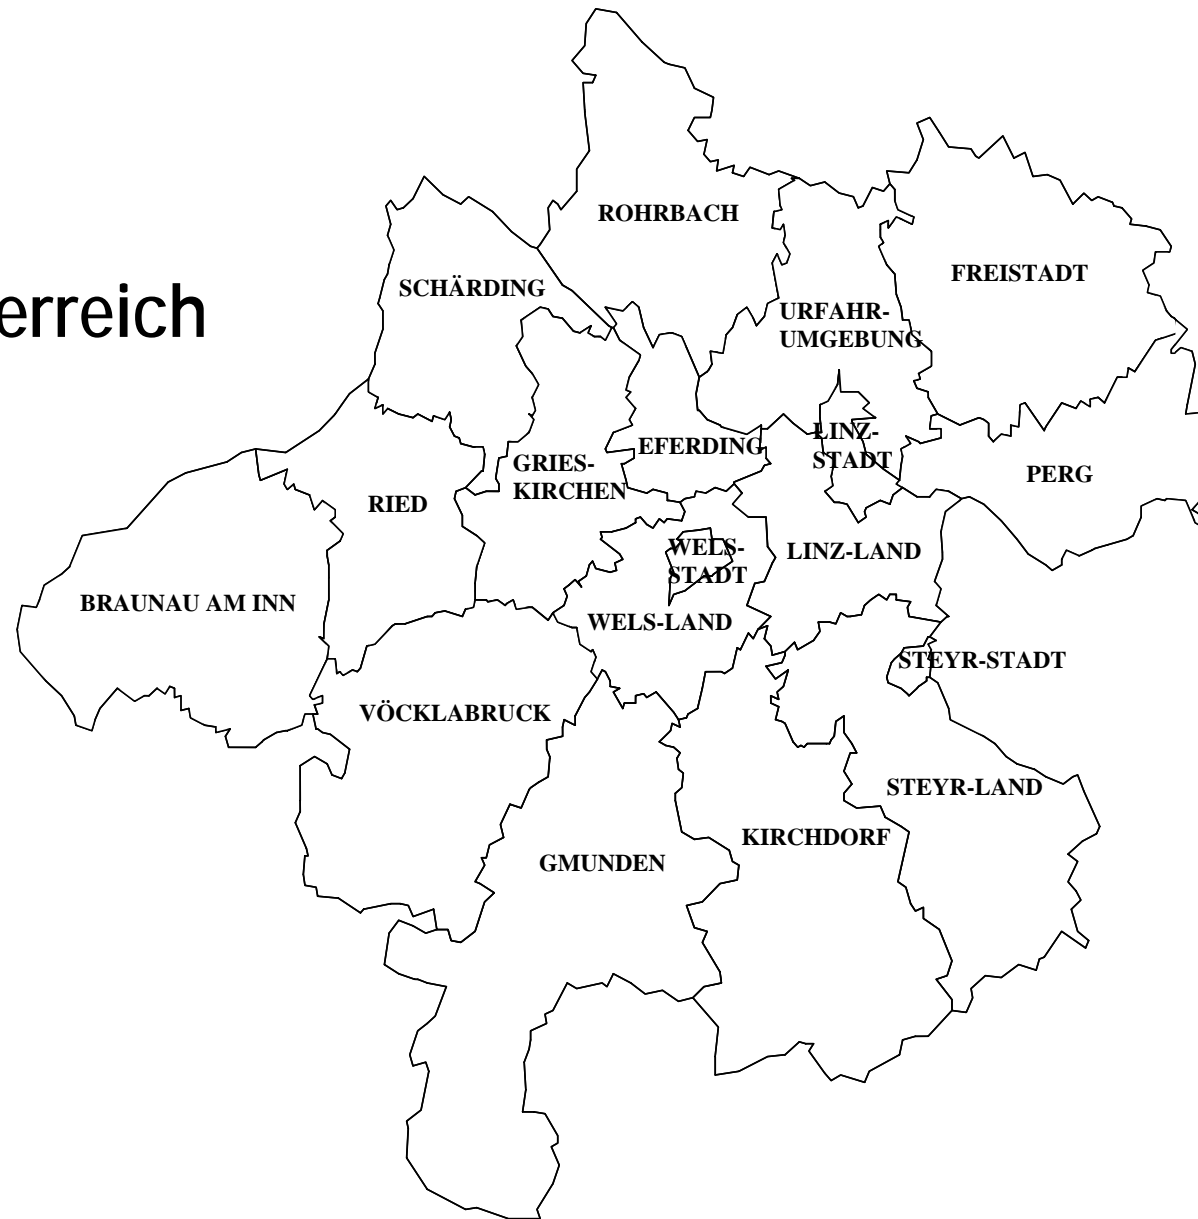 ROHRBACH
FREISTADT
SCHÄRDING
erreich
URFAHR-
UMGEBUNG
LINZ-
STADT
EFERDING
GRIES-
KIRCHEN
PERG
RIED
WELS-
STADT
LINZ-LAND
BRAUNAU AM INN
WELS-LAND
STEYR-STADT
VÖCKLABRUCK
STEYR-LAND
KIRCHDORF
GMUNDEN